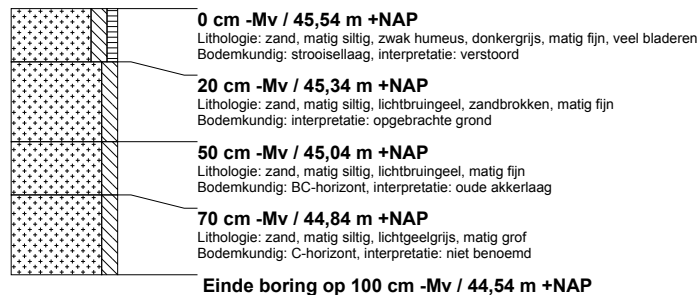 0 cm -Mv / 45,54 m +NAP
Lithologie: zand, matig siltig, zwak humeus, donkergrijs, matig fijn, veel bladeren
Bodemkundig: strooisellaag, interpretatie: verstoord
20 cm -Mv / 45,34 m +NAP
Lithologie: zand, matig siltig, lichtbruingeel, zandbrokken, matig fijn
Bodemkundig: interpretatie: opgebrachte grond
50 cm -Mv / 45,04 m +NAP
Lithologie: zand, matig siltig, lichtbruingeel, matig fijn
Bodemkundig: BC-horizont, interpretatie: oude akkerlaag
70 cm -Mv / 44,84 m +NAP
Lithologie: zand, matig siltig, lichtgeelgrijs, matig grof
Bodemkundig: C-horizont, interpretatie: niet benoemd
Einde boring op 100 cm -Mv / 44,54 m +NAP